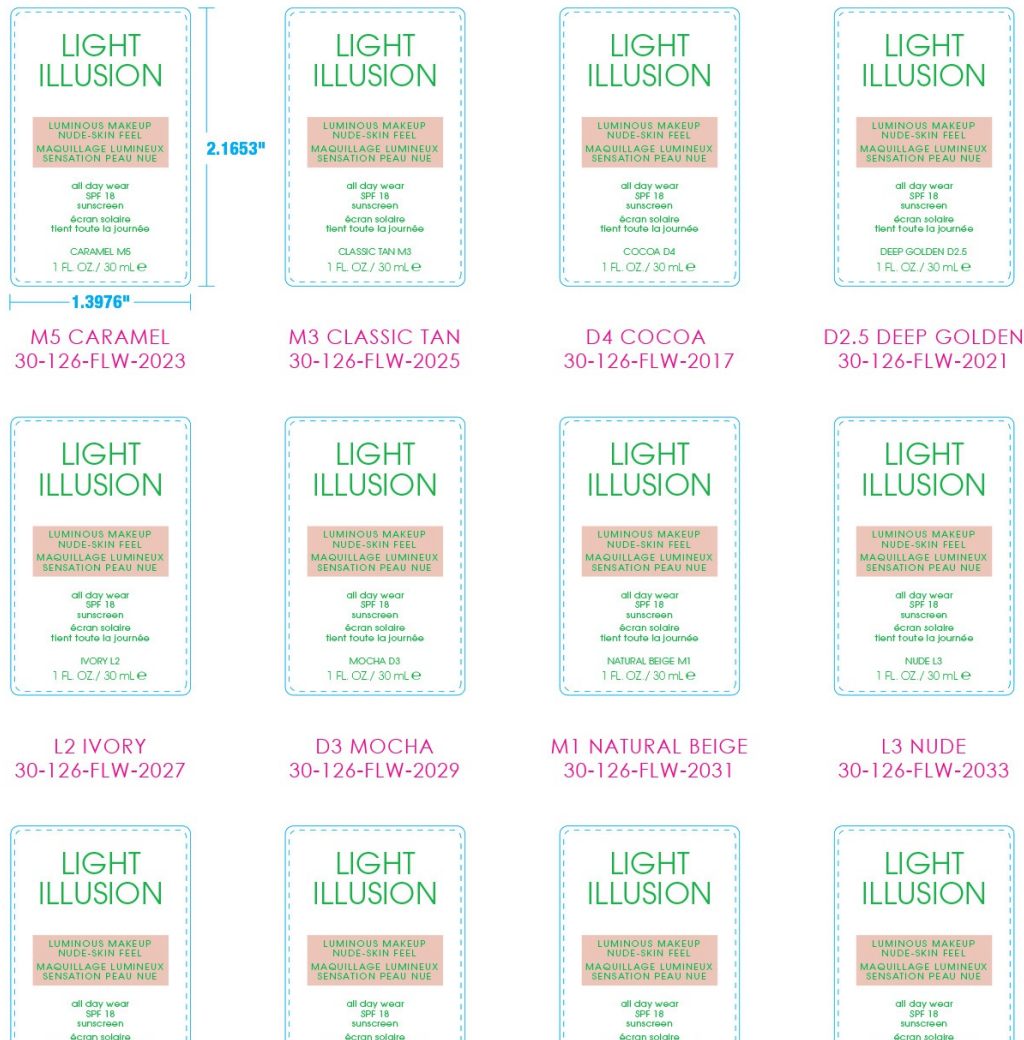 LIGHT
ILLUSION
LUMINOUS MAKEUP
NUDE-SKIN FEEL
MAQUILLAGE LUMINEUX
SENSATION PEAU NUE
all day wear
SPF 18
sunscreen
écran solaire
tient toute la journée
CARAMEL M5
1 FL. OZ./ 30 mL e
2.1653"
1.3976"
M5 CARAMEL
30-126-FLW-2023
LIGHT
ILLUSION
LUMINOUS MAKEUP
NUDE-SKIN FEEL
MAQUILLAGE LUMINEUX
SENSATION PEAU NUE
all day wear
SPF 18
sunscreen
écran solaire
tient toute la journée
CLASSIC TAN M3
1 FL. OZ./ 30 mL e
M3 CLASSIC TAN
30-126-FLW-2025
LIGHT
ILLUSION
LUMINOUS MAKEUP
NUDE-SKIN FEEL
MAQUILLAGE LUMINEUX
SENSATION PEAU NUE
all day wear
SPF 18
sunscreen
écran solaire
tient toute la journée
COCOA D4
1 FL. OZ./ 30 mL e
D4 COCOA
30-126-FLW-2017
LIGHT
ILLUSION
LUMINOUS MAKEUP
NUDE-SKIN FEEL
MAQUILLAGE LUMINEUX
SENSATION PEAU NUE
all day wear
SPF 18
sunscreen
écran solaire
tient toute la journée
DEEP GOLDEN D2.5
1 FL. OZ./ 30 mL e
D2.5 DEEP GOLDEN
30-126-FLW-2021
LIGHT
ILLUSION
LUMINOUS MAKEUP
NUDE-SKIN FEEL
MAQUILLAGE LUMINEUX
SENSATION PEAU NUE
all day wear
SPF 18
sunscreen
écran solaire
tient toute la journée
IVORY L2
1 FL. OZ./ 30 mL e
L2 IVORY
30-126-FLW-2027
LIGHT
ILLUSION
LUMINOUS MAKEUP
NUDE-SKIN FEEL
MAQUILLAGE LUMINEUX
SENSATION PEAU NUE
all day wear
SPF 18
sunscreen
écran solaire
tient toute la journée
MOCHA D3
1 FL. OZ./ 30 mL e
D3 MOCHA
30-126-FLW-2029
LIGHT
ILLUSION
LUMINOUS MAKEUP
NUDE-SKIN FEEL
MAQUILLAGE LUMINEUX
SENSATION PEAU NUE
all day wear
SPF 18
sunscreen
écran solaire
tient toute la journée
NATURAL BEIGE M1
1 FL. OZ./ 30 mL e
M1 NATURAL BEIGE
30-126-FLW-2031
LIGHT
ILLUSION
LUMINOUS MAKEUP
NUDE-SKIN FEEL
MAQUILLAGE LUMINEUX
SENSATION PEAU NUE
all day wear
SPF 18
sunscreen
écran solaire
tient toute la journée
NUDE L3
1 FL. OZ./ 30 mL e
L3 NUDE
30-126-FLW-2033
LIGHT
ILLUSION
LUMINOUS MAKEUP
NUDE-SKIN FEEL
MAQUILLAGE LUMINEUX
SENSATION PEAU NUE
all day wear
SPF 18
sunscreen
écran solaire
LIGHT
ILLUSION
LUMINOUS MAKEUP
NUDE-SKIN FEEL
MAQUILLAGE LUMINEUX
SENSATION PEAU NUE
all day wear
SPF 18
sunscreen
écran solaire
LIGHT
ILLUSION
LUMINOUS MAKEUP
NUDE-SKIN FEEL
MAQUILLAGE LUMINEUX
SENSATION PEAU NUE
all day wear
SPF 18
sunscreen
écran solaire
LIGHT
ILLUSION
LUMINOUS MAKEUP
NUDE-SKIN FEEL
MAQUILLAGE LUMINEUX
SENSATION PEAU NUE
all day wear
SPF 18
sunscreen
écran solaire